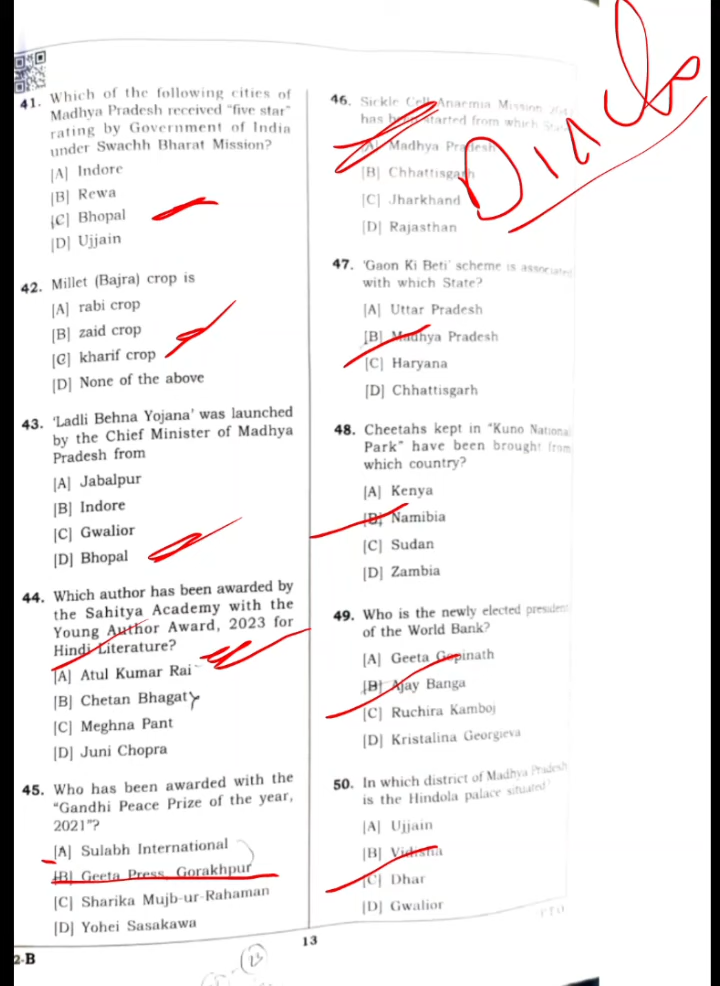 41. Which of the following cities of
Madhya Pradesh received "five star"
rating by Government of India
under Swachh Bharat Mission?
[A] Indore
[B] Rewa
[C] Bhopal
[D] Ujjain
42. Millet (Bajra) crop is
[A] rabi crop
[B] zaid crop
[C] kharif crop
[D] None of the above
43. 'Ladli Behna Yojana' was launched
by the Chief Minister of Madhya
Pradesh from
[A] Jabalpur
[B] Indore
[C] Gwalior
[D] Bhopal
44. Which author has been awarded by
the Sahitya Academy with the
Young Author Award, 2023 for
Hindi Literature?
[A] Atul Kumar Rai
[B] Chetan Bhagat
[C] Meghna Pant
[D] Juni Chopra
45. Who has been awarded with the
"Gandhi Peace Prize of the year,
2021"?
[A] Sulabh International
[B] Geeta Press, Gorakhpur
[C] Sharika Mujb-ur-Rahaman
[D] Yohei Sasakawa
2-B
46. Sickle Cell Anaemia Mission
has been started from which
[A] Madhya Pradesh
[B] Chhattisgarh
[C] Jharkhand
[D] Rajasthan
47. 'Gaon Ki Beti' scheme is associated
with which State?
[A] Uttar Pradesh
[B] Madhya Pradesh
[C] Haryana
[D] Chhattisgarh
48. Cheetahs kept in "Kuno National
Park" have been brought from
which country?
[A] Kenya
[B] Namibia
[C] Sudan
[D] Zambia
49. Who is the newly elected president
of the World Bank?
[A] Geeta Gopinath
[B] Ajay Banga
[C] Ruchira Kamboj
[D] Kristalina Georgieva
50. In which district of Madhya Pradesh
is the Hindola palace situated?
[A] Ujjain
[B] Vidisha
[C] Dhar
[D] Gwalior
13